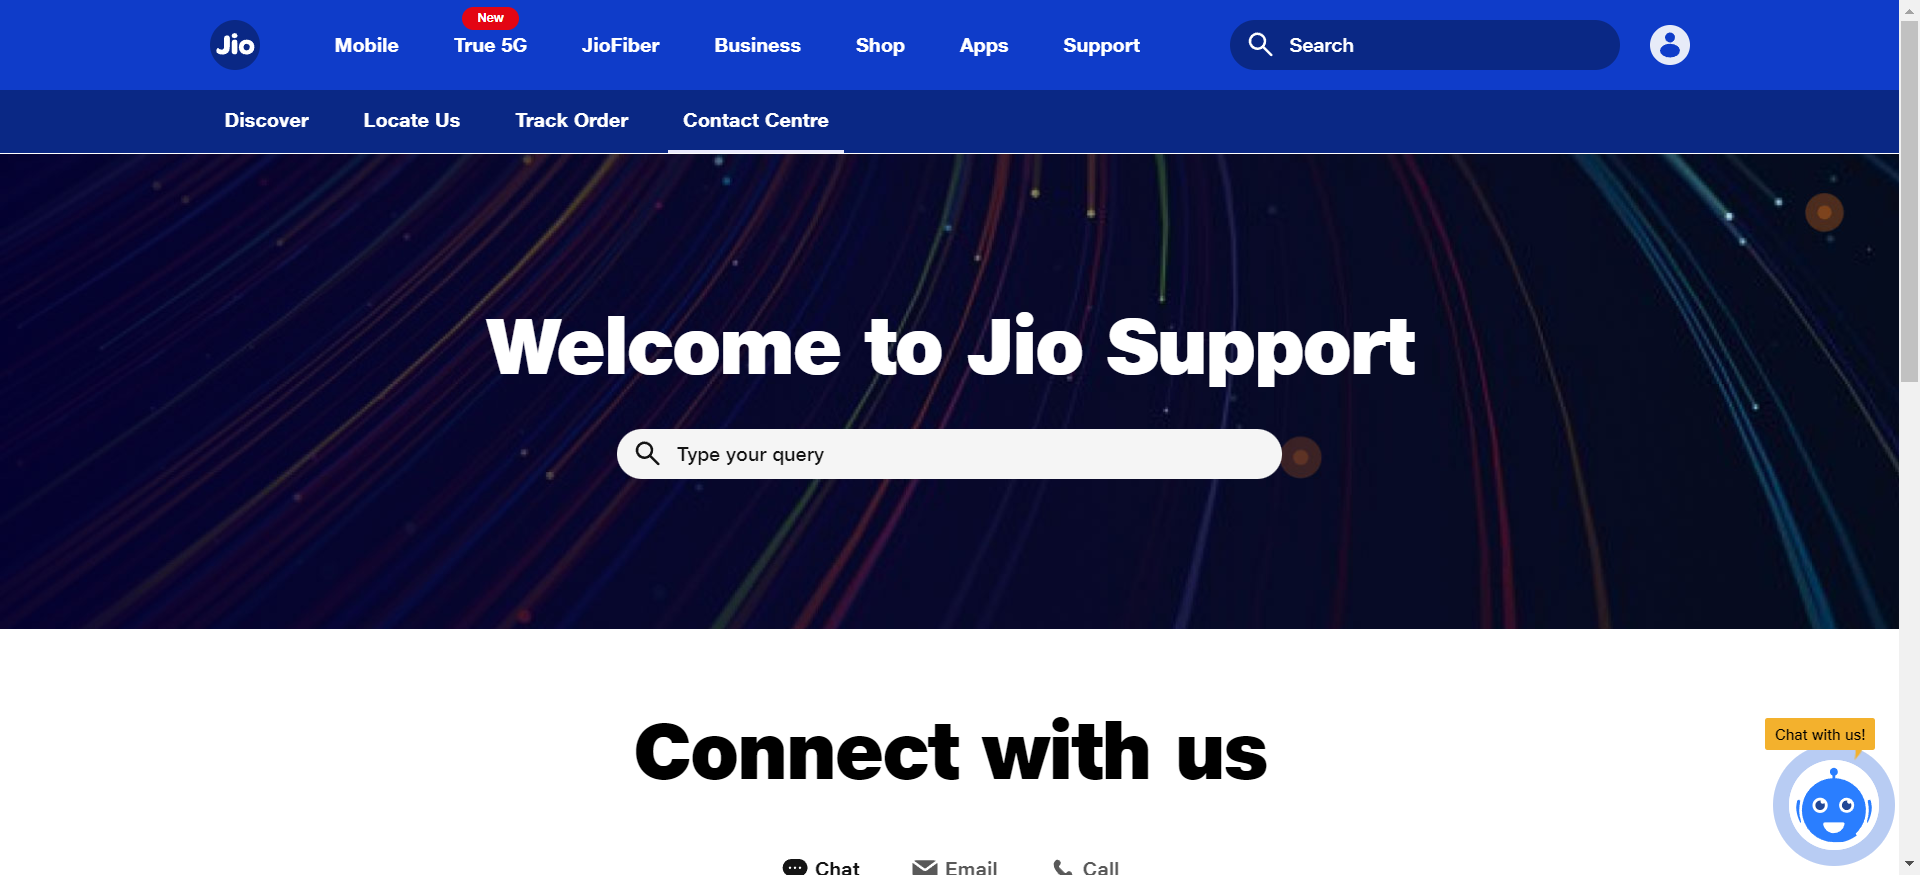 Jio
Mobile
New
True 5G
JioFiber
Business
Shop
Apps
Support
Search
Discover
Locate Us
Track Order
Contact Centre
Welcome to Jio Support
Type your query
Connect with us
Chat with us!
Chat
Email
Call